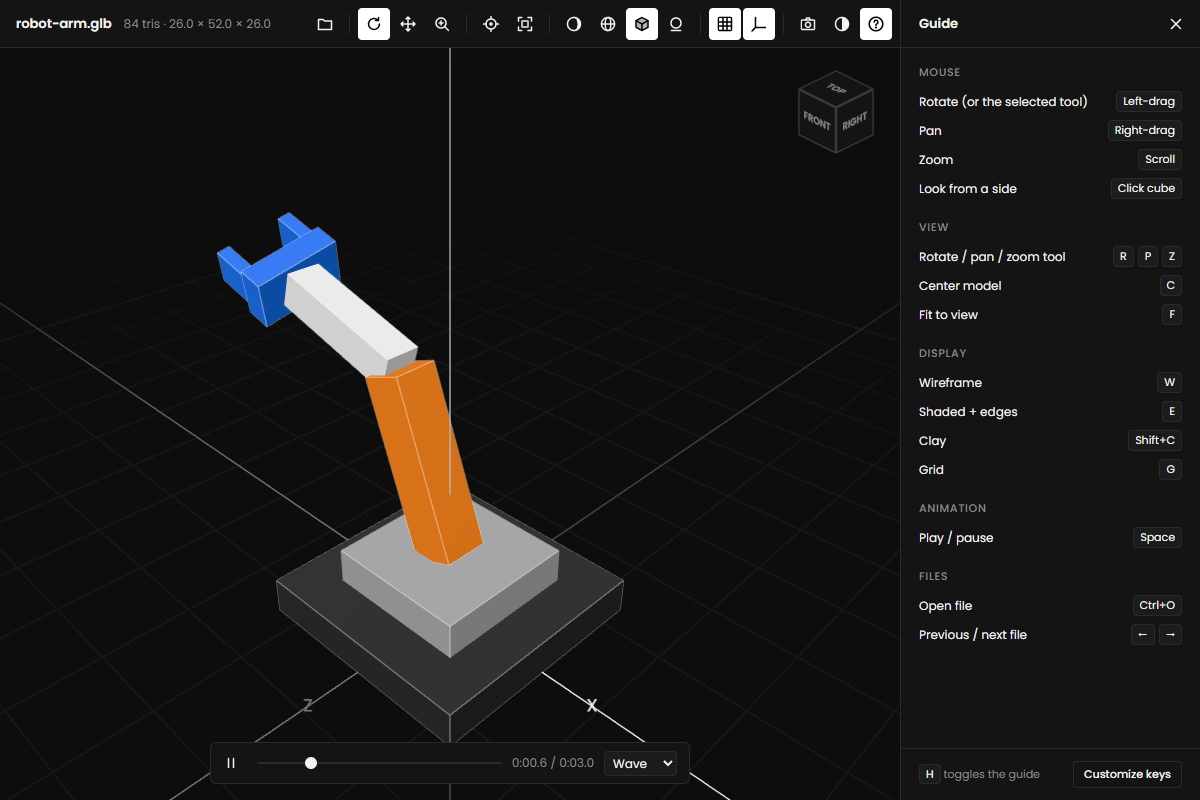 robot-arm.glb 84 tris · 26.0 × 52.0 × 26.0
Guide
TOP
FRONT
RIGHT
Z
X
0:00.6 / 0:03.0 Wave
MOUSE
Rotate (or the selected tool) Left-drag
Pan Right-drag
Zoom Scroll
Look from a side Click cube
VIEW
Rotate / pan / zoom tool R P Z
Center model C
Fit to view F
DISPLAY
Wireframe W
Shaded + edges E
Clay Shift+C
Grid G
ANIMATION
Play / pause Space
FILES
Open file Ctrl+O
Previous / next file ← →
H toggles the guide Customize keys